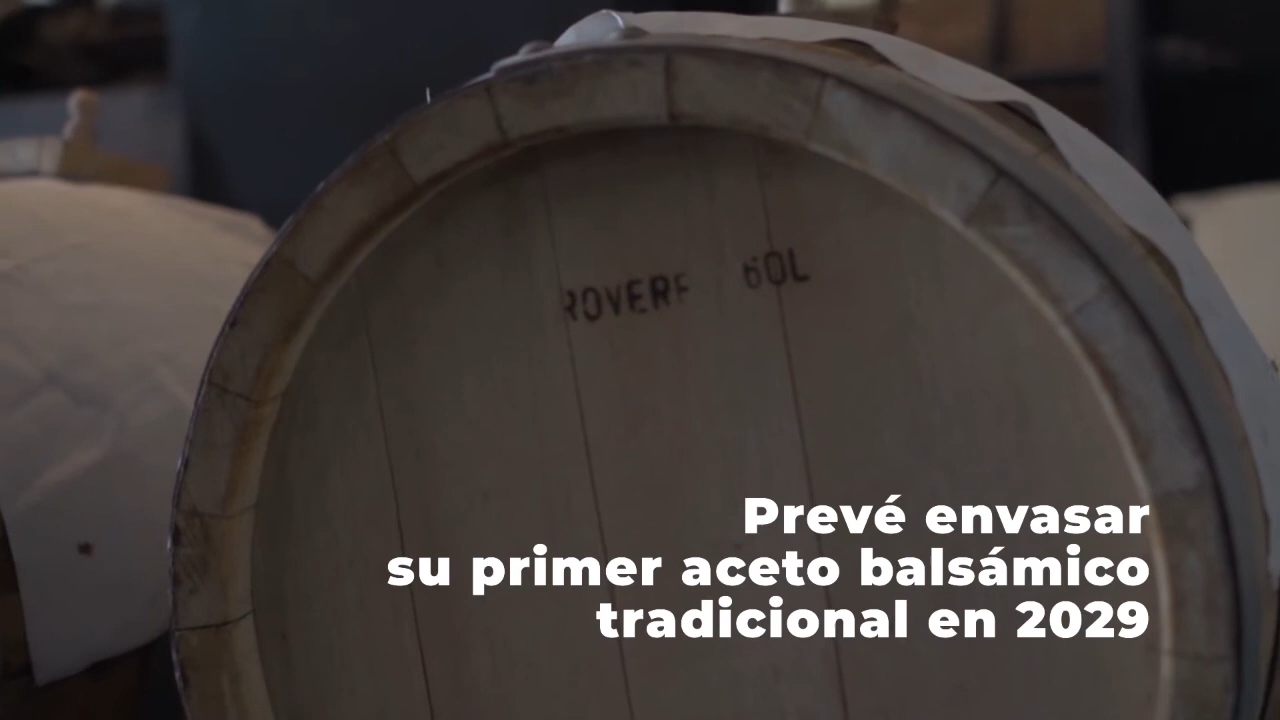 ROVERE 60L
Prevé envasar
su primer aceto balsámico
tradicional en 2029